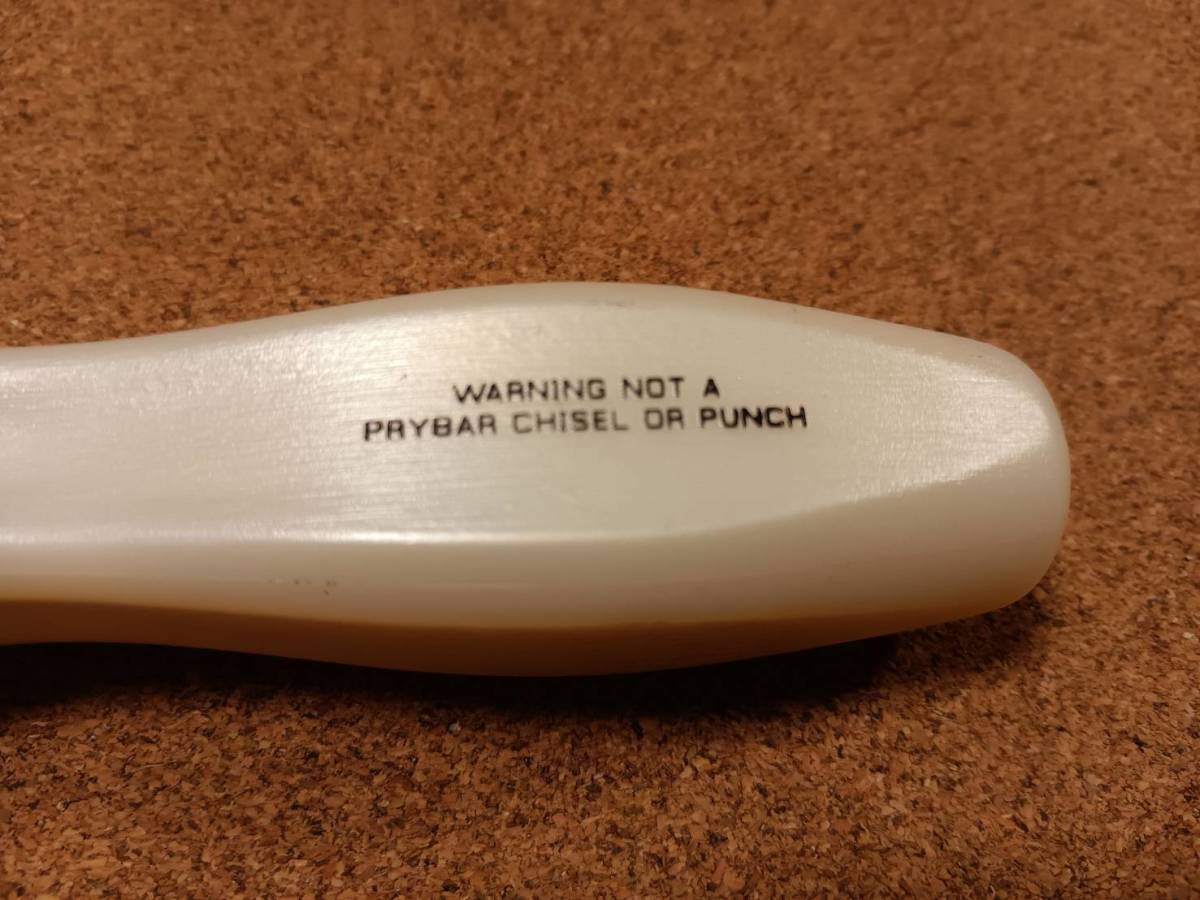 WARNING NOT A
PRYBAR CHISEL OR PUNCH